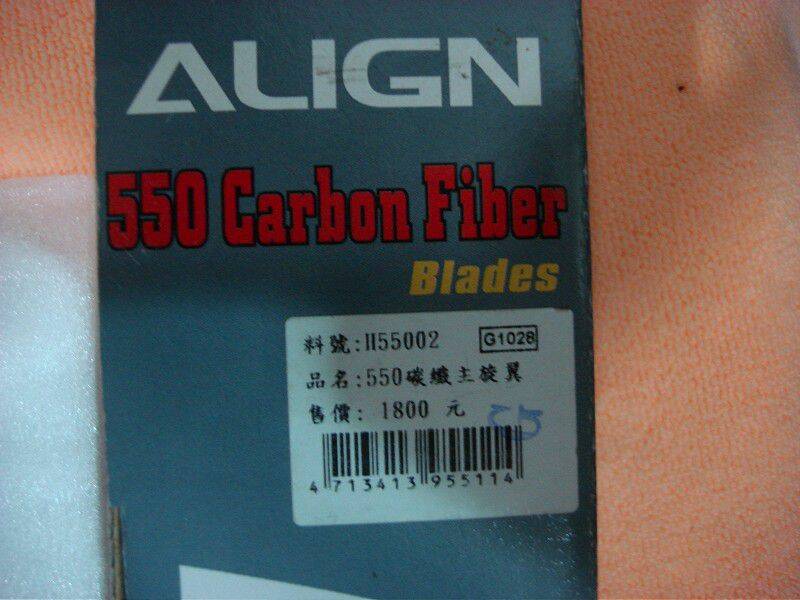 ALIGN
550 Carbon Fiber
Blades
料號:H55002 G1028
品名:550碳纖主旋翼
售價: 1800 元
4 713413 955114